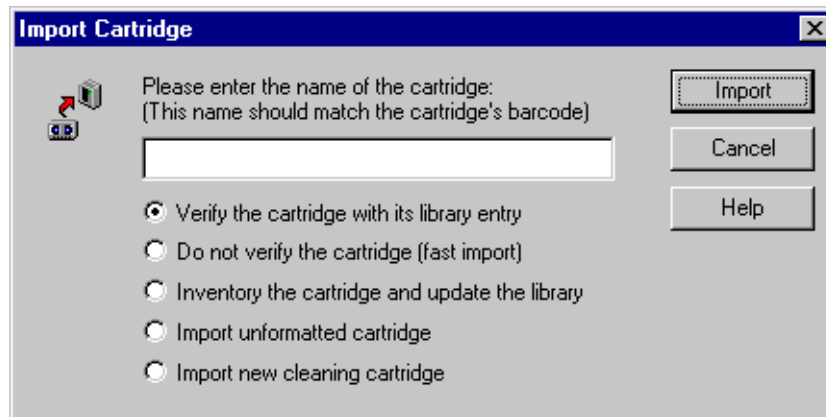 Import Cartridge
Please enter the name of the cartridge:
(This name should match the cartridge's barcode)
Import
Cancel
Help
Verify the cartridge with its library entry
Do not verify the cartridge (fast import)
Inventory the cartridge and update the library
Import unformatted cartridge
Import new cleaning cartridge